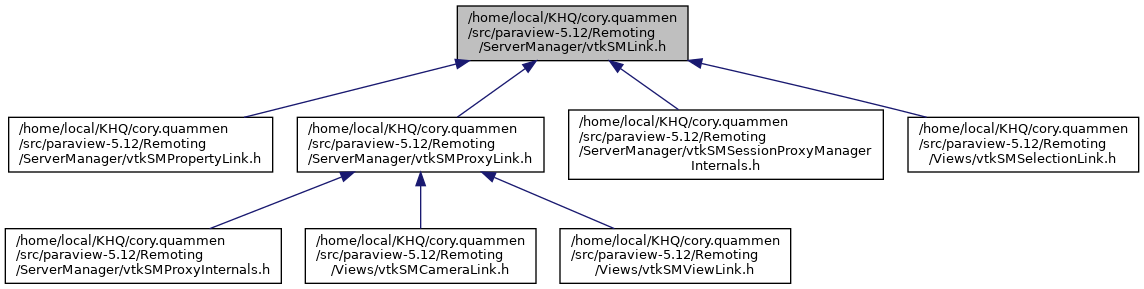 /home/local/KHQ/cory.quammen
/src/paraview-5.12/Remoting
/ServerManager/vtkSMLink.h
/home/local/KHQ/cory.quammen
/src/paraview-5.12/Remoting
/ServerManager/vtkSMPropertyLink.h
/home/local/KHQ/cory.quammen
/src/paraview-5.12/Remoting
/ServerManager/vtkSMProxyLink.h
/home/local/KHQ/cory.quammen
/src/paraview-5.12/Remoting
/ServerManager/vtkSMSessionProxyManager
Internals.h
/home/local/KHQ/cory.quammen
/src/paraview-5.12/Remoting
/Views/vtkSMSelectionLink.h
/home/local/KHQ/cory.quammen
/src/paraview-5.12/Remoting
/ServerManager/vtkSMProxyInternals.h
/home/local/KHQ/cory.quammen
/src/paraview-5.12/Remoting
/Views/vtkSMCameraLink.h
/home/local/KHQ/cory.quammen
/src/paraview-5.12/Remoting
/Views/vtkSMViewLink.h